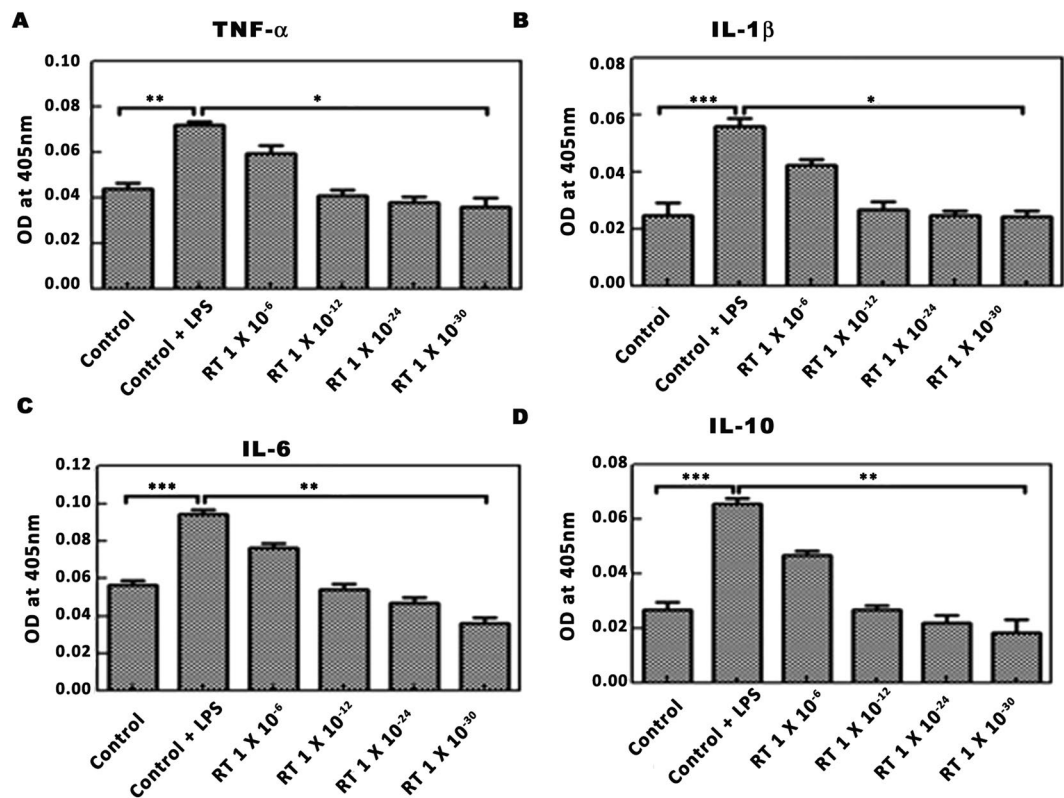 A
TNF-α
OD at 405nm
0.10
0.08
0.06
0.04
0.02
0.00
**
*
Control
Control + LPS
RT 1 X 10-6
RT 1 X 10-12
RT 1 X 10-24
RT 1 X 10-30
B
IL-1β
OD at 405nm
0.08
0.06
0.04
0.02
0.00
***
*
Control
Control + LPS
RT 1 X 10-6
RT 1 X 10-12
RT 1 X 10-24
RT 1 X 10-30
C
IL-6
OD at 405nm
0.12
0.10
0.08
0.06
0.04
0.02
0.00
***
**
Control
Control + LPS
RT 1 X 10-6
RT 1 X 10-12
RT 1 X 10-24
RT 1 X 10-30
D
IL-10
OD at 405nm
0.08
0.06
0.04
0.02
0.00
***
**
Control
Control + LPS
RT 1 X 10-6
RT 1 X 10-12
RT 1 X 10-24
RT 1 X 10-30